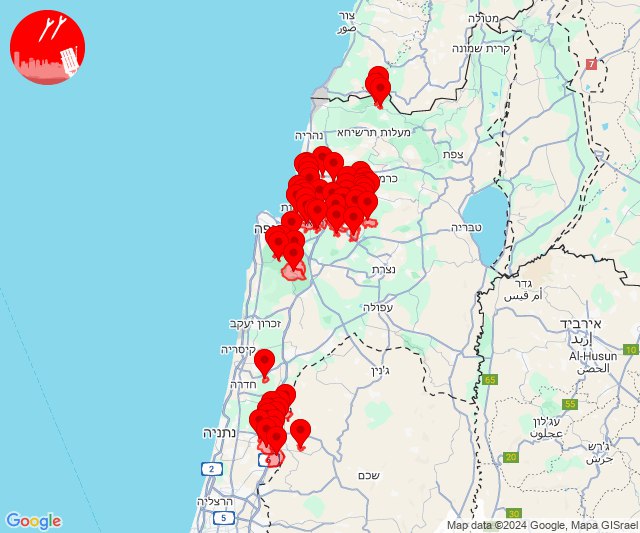 צור
صور
מטולה
קרית שמונה
7
נהריה
מעלות תרשיחא
צפת
כרמ
ות
יפה
טבריה
נצרת
גדר
أم قيس
עפולה
זכרון יעקב
אירביד
إربد
קיסריה
Al-Husun
الحصن
10
ג'נין
65
חדרה
55
עג'לון
عجلون
נתניה
ג'רש
جرش
20
2
6
שכם
הרצליה
30
5
Google
Map data ©2024 Google, Mapa GISrael